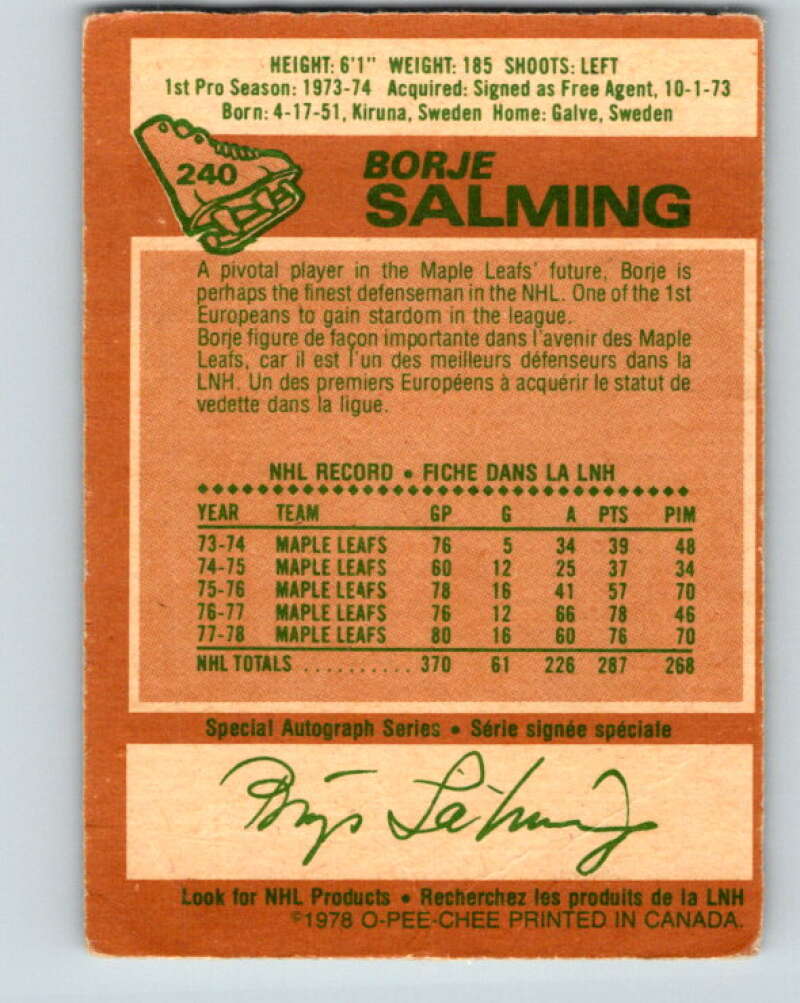 HEIGHT: 6'1" WEIGHT: 185 SHOOTS: LEFT
1st Pro Season: 1973-74 Acquired: Signed as Free Agent, 10-1-73
Born: 4-17-51, Kiruna, Sweden Home: Galve, Sweden
240
BORJE
SALMING
A pivotal player in the Maple Leafs' future, Borje is
perhaps the finest defenseman in the NHL. One of the 1st
Europeans to gain stardom in the league.
Borje figure de façon importante dans l'avenir des Maple
Leafs, car il est l'un des meilleurs défenseurs dans la
LNH. Un des premiers Européens à acquérir le statut de
vedette dans la ligue.
NHL RECORD • FICHE DANS LA LNH
YEAR TEAM GP G A PTS PIM
73-74 MAPLE LEAFS 76 5 34 39 48
74-75 MAPLE LEAFS 60 12 25 37 34
75-76 MAPLE LEAFS 78 16 41 57 70
76-77 MAPLE LEAFS 76 12 66 78 46
77-78 MAPLE LEAFS 80 16 60 76 70
NHL TOTALS .......... 370 61 226 287 268
Special Autograph Series • Série signée spéciale
Borje Salming
Look for NHL Products • Recherchez les produits de la LNH
©1978 O-PEE-CHEE PRINTED IN CANADA.